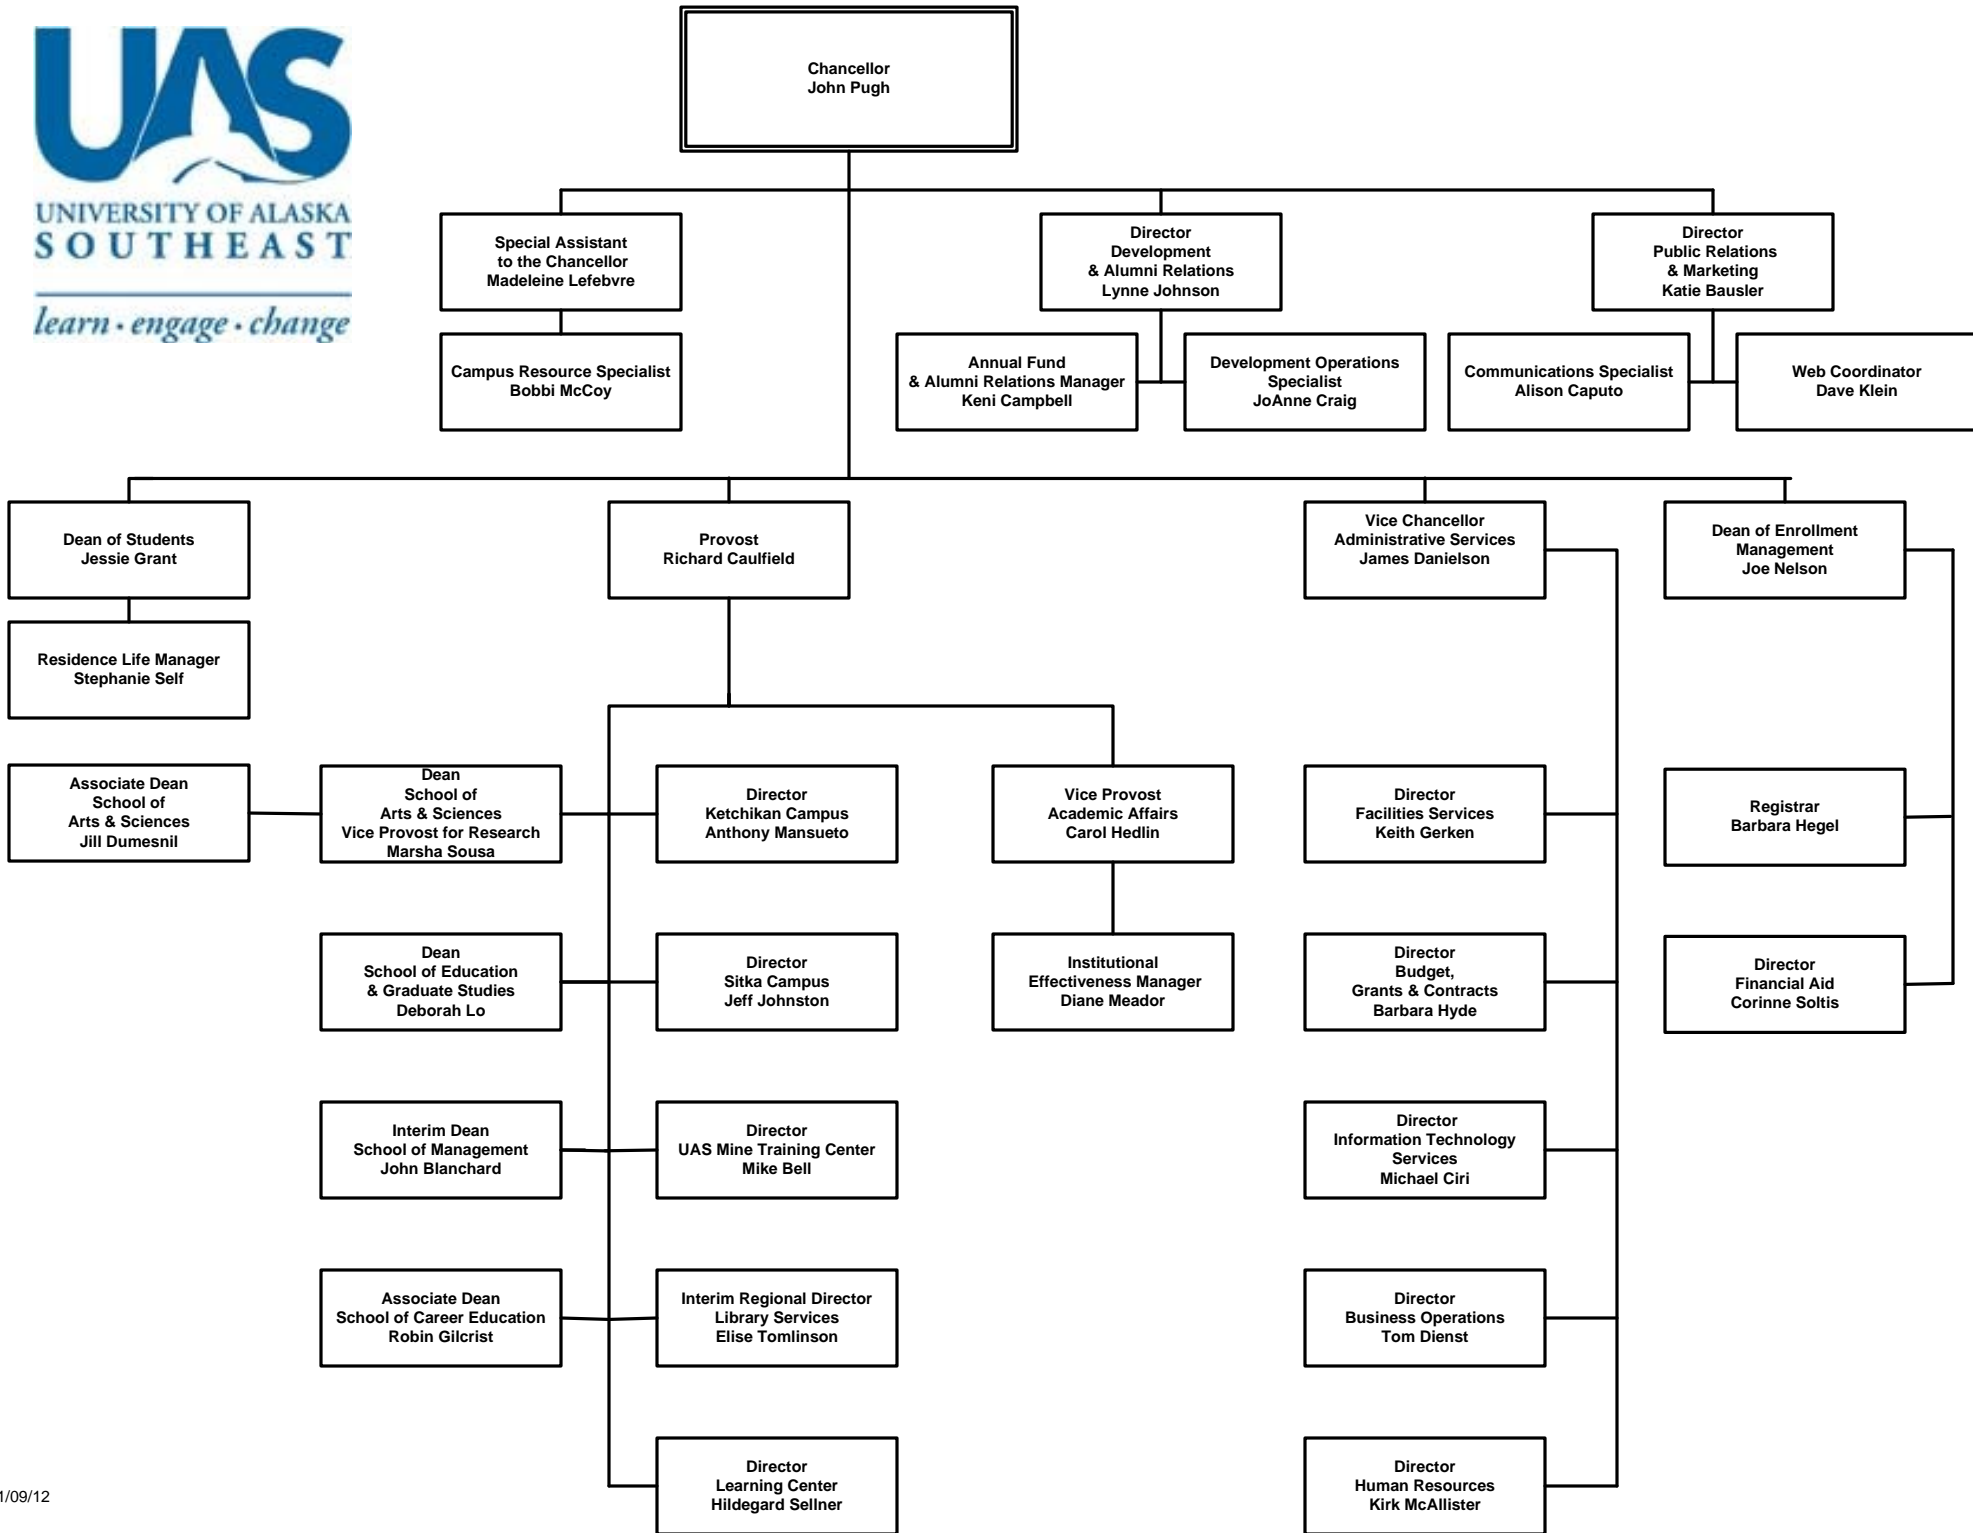 UAS
UNIVERSITY OF ALASKA
SOUTHEAST
learn · engage · change
Chancellor
John Pugh
Special Assistant
to the Chancellor
Madeleine Lefebvre
Director
Development
& Alumni Relations
Lynne Johnson
Director
Public Relations
& Marketing
Katie Bausler
Campus Resource Specialist
Bobbi McCoy
Annual Fund
& Alumni Relations Manager
Keni Campbell
Development Operations
Specialist
JoAnne Craig
Communications Specialist
Alison Caputo
Web Coordinator
Dave Klein
Dean of Students
Jessie Grant
Provost
Richard Caulfield
Vice Chancellor
Administrative Services
James Danielson
Dean of Enrollment
Management
Joe Nelson
Residence Life Manager
Stephanie Self
Associate Dean
School of
Arts & Sciences
Jill Dumesnil
Dean
School of
Arts & Sciences
Vice Provost for Research
Marsha Sousa
Director
Ketchikan Campus
Anthony Mansueto
Vice Provost
Academic Affairs
Carol Hedlin
Director
Facilities Services
Keith Gerken
Registrar
Barbara Hegel
Dean
School of Education
& Graduate Studies
Deborah Lo
Director
Sitka Campus
Jeff Johnston
Institutional
Effectiveness Manager
Diane Meador
Director
Budget,
Grants & Contracts
Barbara Hyde
Director
Financial Aid
Corinne Soltis
Interim Dean
School of Management
John Blanchard
Director
UAS Mine Training Center
Mike Bell
Director
Information Technology
Services
Michael Ciri
Associate Dean
School of Career Education
Robin Gilcrist
Interim Regional Director
Library Services
Elise Tomlinson
Director
Business Operations
Tom Dienst
Director
Learning Center
Hildegard Sellner
Director
Human Resources
Kirk McAllister
1/09/12